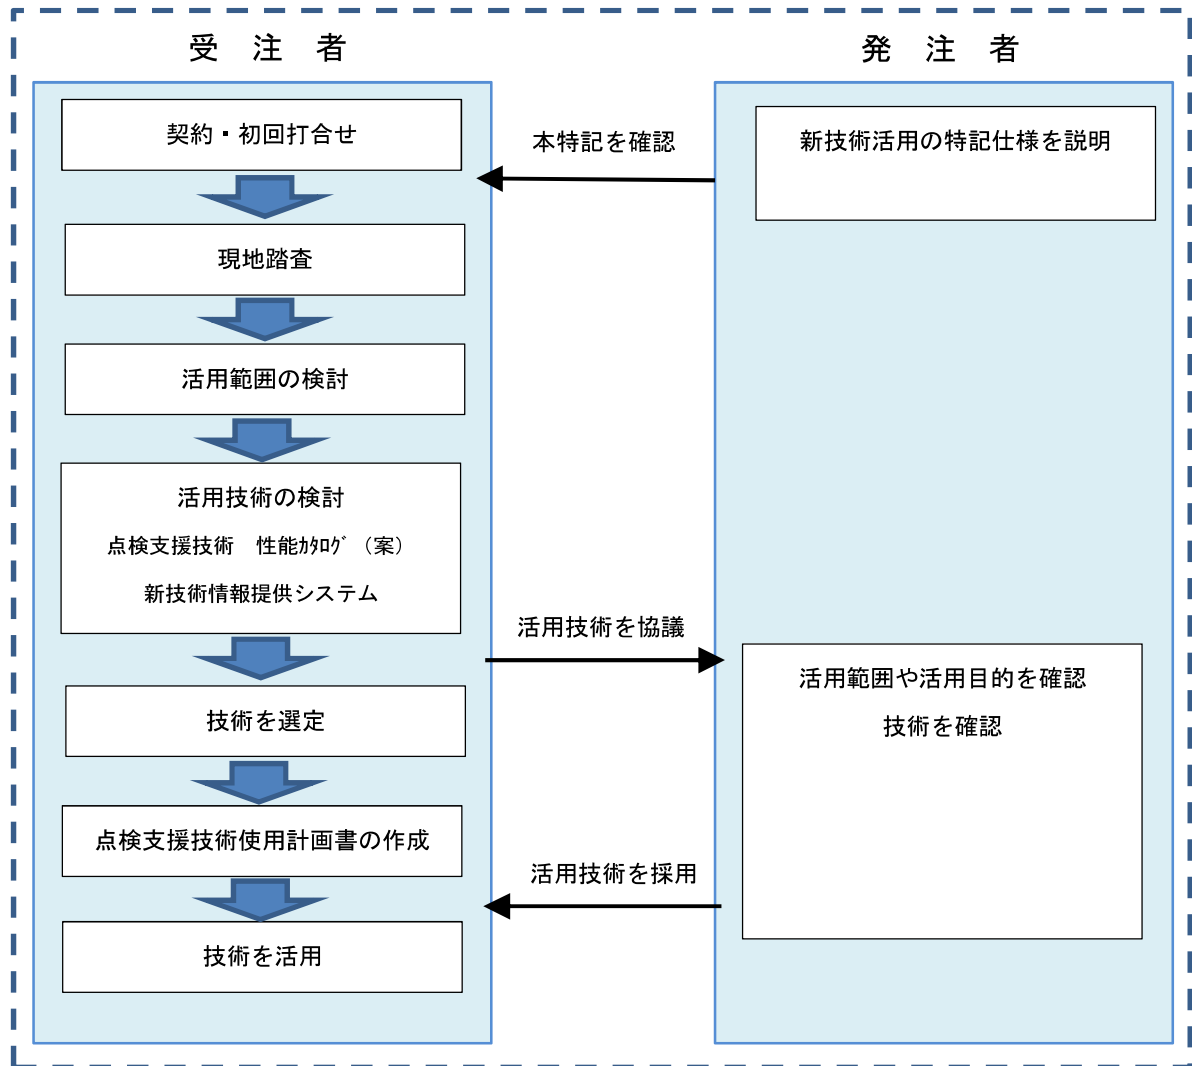 受　注　者
契約・初回打合せ
現地踏査
活用範囲の検討
活用技術の検討
点検支援技術　性能ｶﾀﾛｸﾞ（案）
新技術情報提供システム
技術を選定
点検支援技術使用計画書の作成
技術を活用
本特記を確認
活用技術を協議
活用技術を採用
発　注　者
新技術活用の特記仕様を説明
活用範囲や活用目的を確認
技術を確認